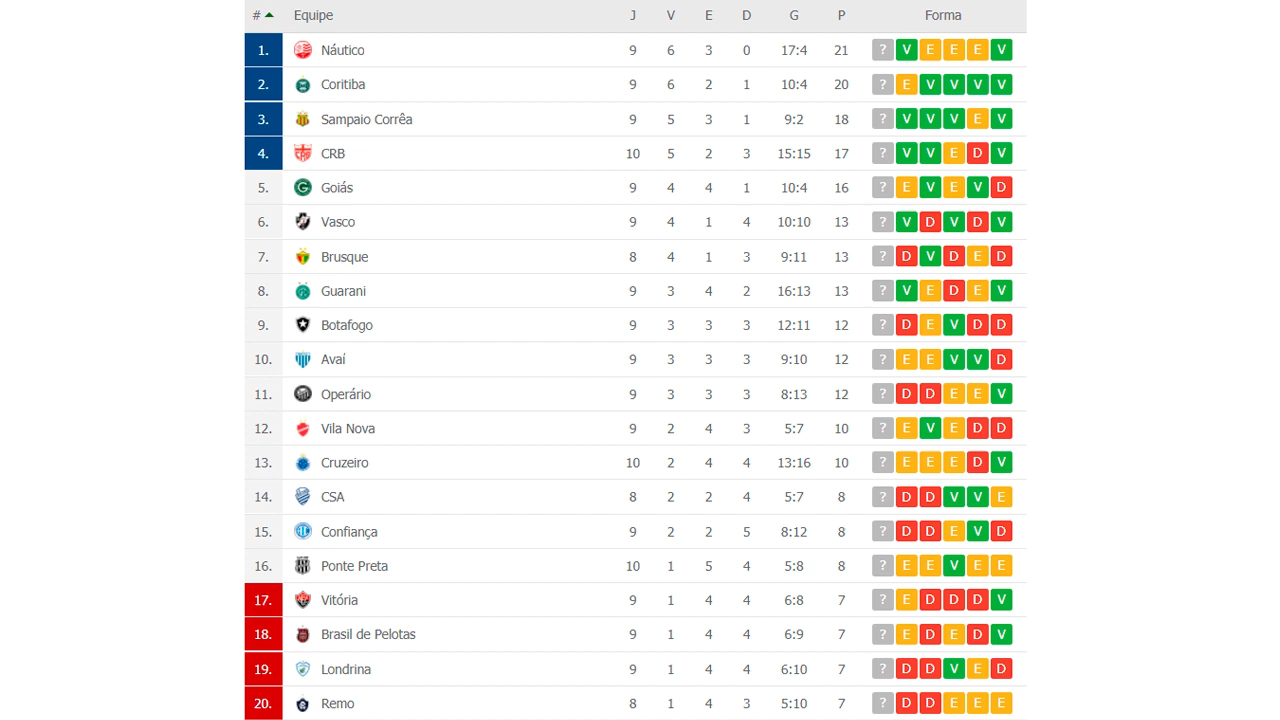 # Equipe J V E D G P Forma
1. Náutico 9 6 3 0 17:4 21 ? V E E E V
2. Coritiba 9 6 2 1 10:4 20 ? E V V V V
3. Sampaio Corrêa 9 5 3 1 9:2 18 ? V V V E V
4. CRB 10 5 2 3 15:15 17 ? V V E D V
5. Goiás 9 4 4 1 10:4 16 ? E V E V D
6. Vasco 9 4 1 4 10:10 13 ? V D V D V
7. Brusque 8 4 1 3 9:11 13 ? D V D E D
8. Guarani 9 3 4 2 16:13 13 ? V E D E V
9. Botafogo 9 3 3 3 12:11 12 ? D E V D D
10. Avaí 9 3 3 3 9:10 12 ? E E V V D
11. Operário 9 3 3 3 8:13 12 ? D D E E V
12. Vila Nova 9 2 4 3 5:7 10 ? E V E D D
13. Cruzeiro 10 2 4 4 13:16 10 ? E E E D V
14. CSA 8 2 2 4 5:7 8 ? D D V V E
15. Confiança 9 2 2 5 8:12 8 ? D D E V D
16. Ponte Preta 10 1 5 4 5:8 8 ? E E V E E
17. Vitória 9 1 4 4 6:8 7 ? E D D D V
18. Brasil de Pelotas 9 1 4 4 6:9 7 ? E D E D V
19. Londrina 9 1 4 4 6:10 7 ? D D V E D
20. Remo 8 1 4 3 5:10 7 ? D D E E E